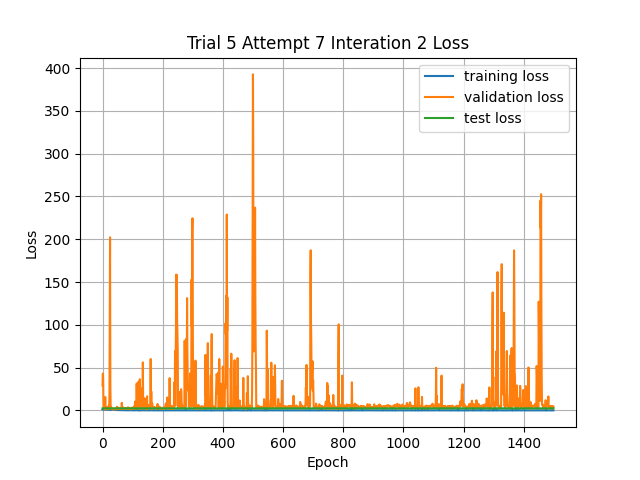 Trial 5 Attempt 7 Interation 2 Loss
training loss
validation loss
test loss
400
350
300
250
200
150
100
50
0
Loss
0 200 400 600 800 1000 1200 1400
Epoch